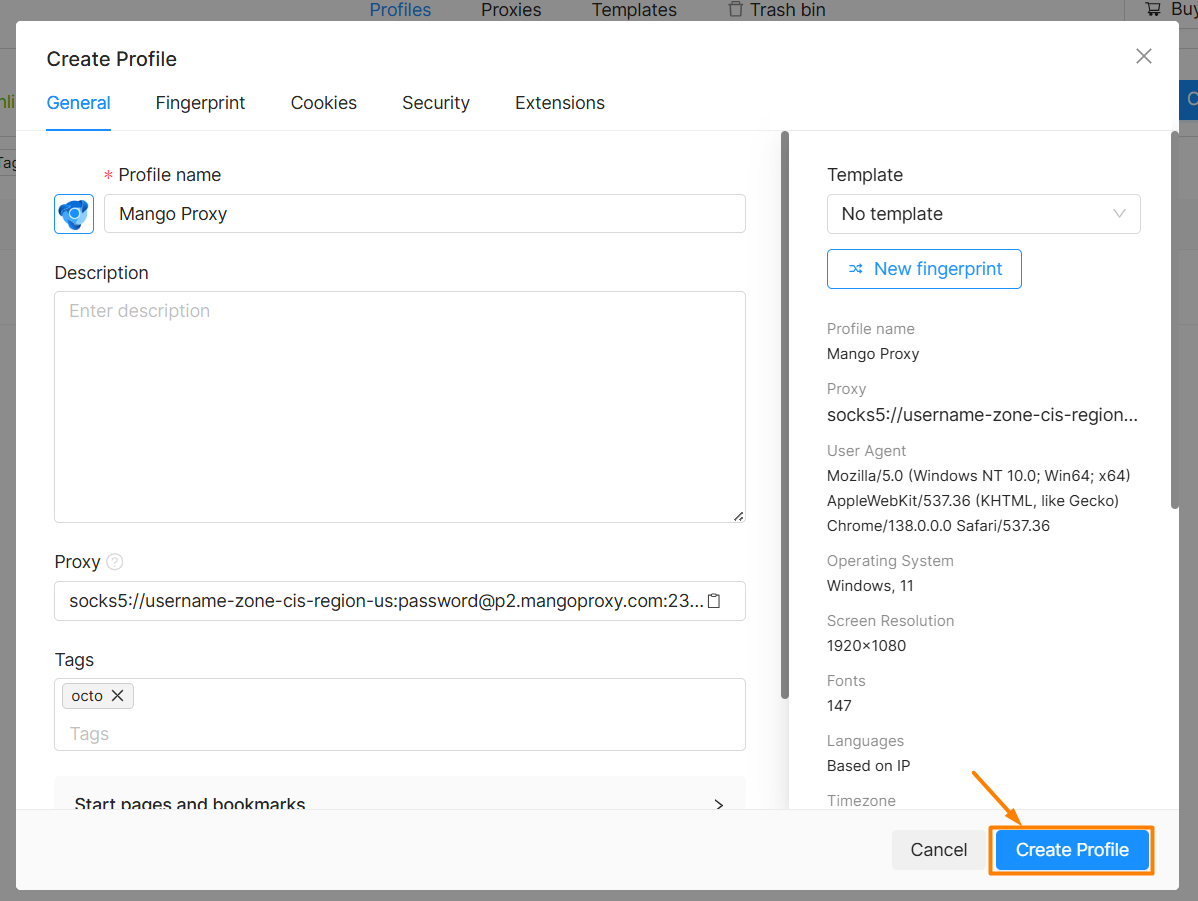 Profiles
Proxies
Templates
Trash bin
Create Profile
General
Fingerprint
Cookies
Security
Extensions
* Profile name
Mango Proxy
Description
Enter description
Proxy
socks5://username-zone-cis-region-us:password@p2.mangoproxy.com:23...
Tags
octo
Tags
Start pages and bookmarks
Template
No template
New fingerprint
Profile name
Mango Proxy
Proxy
socks5://username-zone-cis-region...
User Agent
Mozilla/5.0 (Windows NT 10.0; Win64; x64)
AppleWebKit/537.36 (KHTML, like Gecko)
Chrome/138.0.0.0 Safari/537.36
Operating System
Windows, 11
Screen Resolution
1920×1080
Fonts
147
Languages
Based on IP
Timezone
Cancel
Create Profile